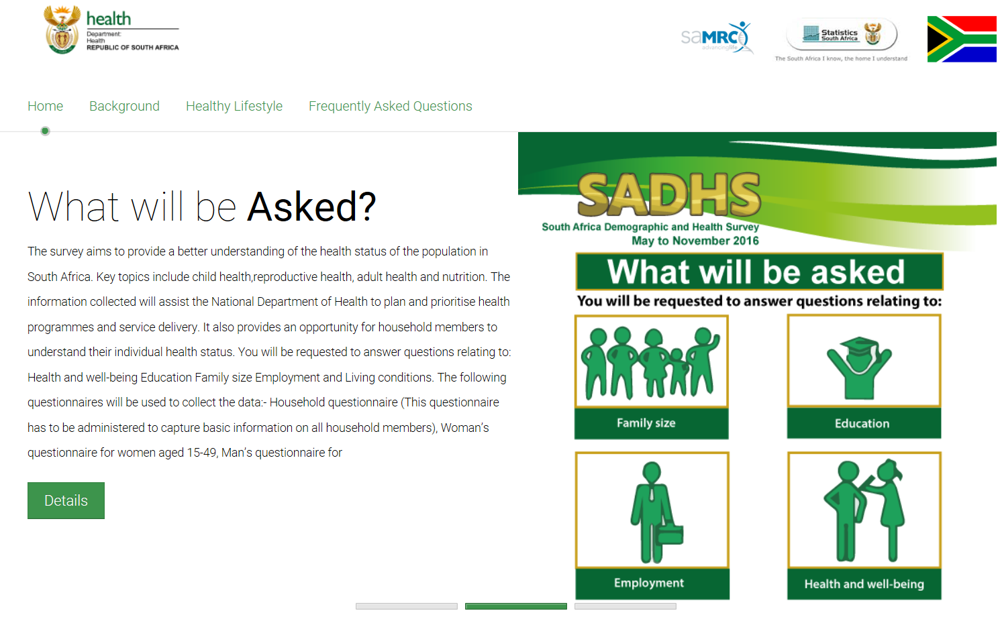 health
Department:
Health
REPUBLIC OF SOUTH AFRICA
saMRC
advancinglife
Statistics
South Africa
The South Africa I know, the home I understand
Home
Background
Healthy Lifestyle
Frequently Asked Questions
What will be Asked?
The survey aims to provide a better understanding of the health status of the population in
South Africa. Key topics include child health,reproductive health, adult health and nutrition. The
information collected will assist the National Department of Health to plan and prioritise health
programmes and service delivery. It also provides an opportunity for household members to
understand their individual health status. You will be requested to answer questions relating to:
Health and well-being Education Family size Employment and Living conditions. The following
questionnaires will be used to collect the data:- Household questionnaire (This questionnaire
has to be administered to capture basic information on all household members), Woman’s
questionnaire for women aged 15-49, Man’s questionnaire for
Details
SADHS
South Africa Demographic and Health Survey
May to November 2016
What will be asked
You will be requested to answer questions relating to:
Family size
Education
Employment
Health and well-being